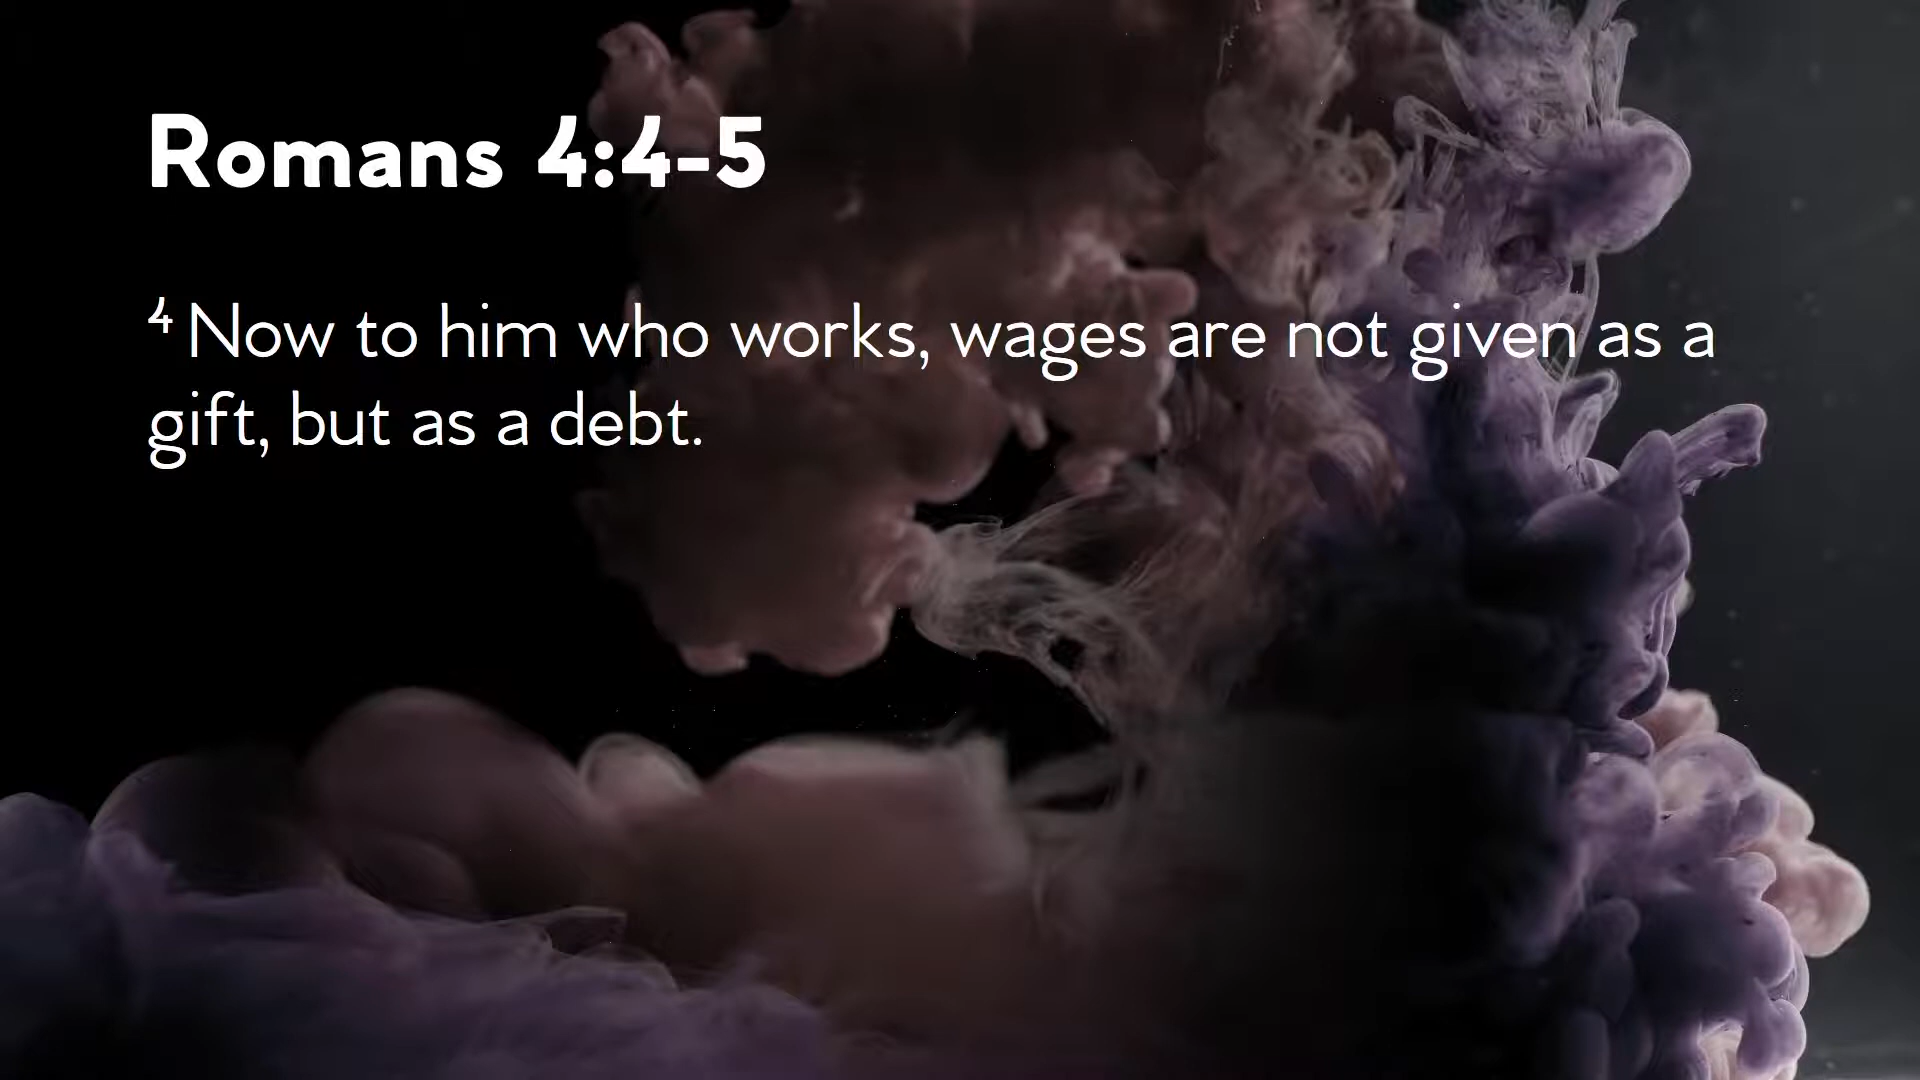 Romans 4:4-5
4 Now to him who works, wages are not given as a
gift, but as a debt.